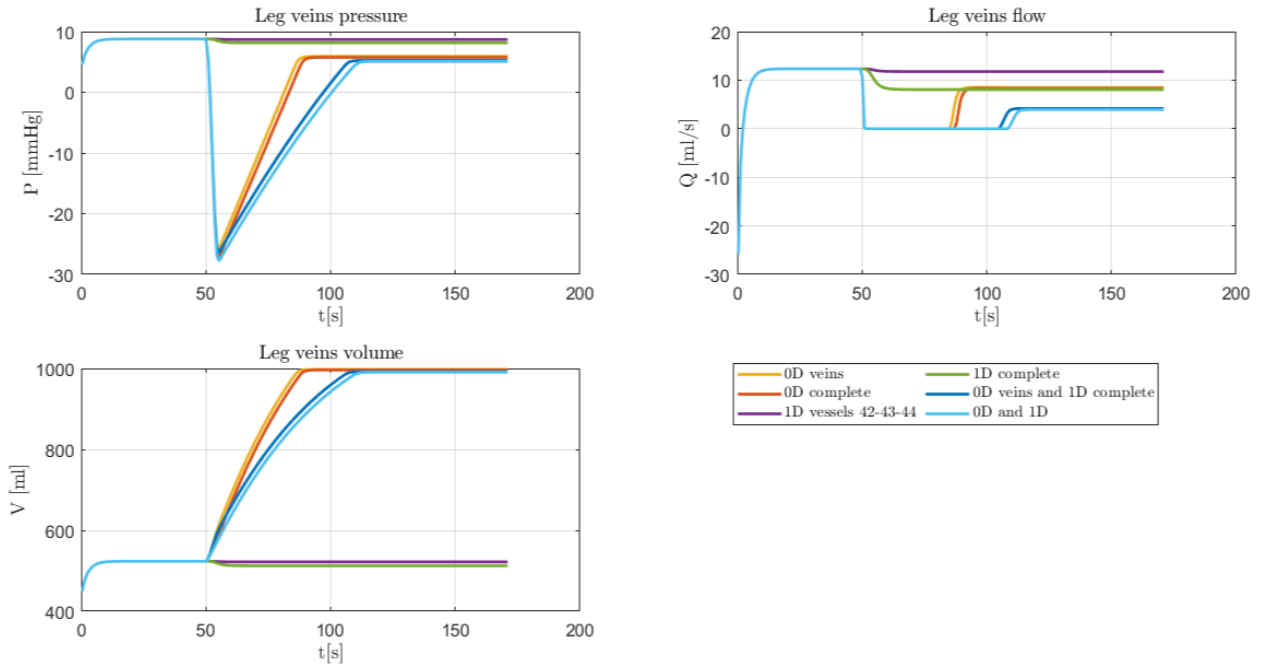 Leg veins pressure
10
0
-10
-20
-30
P [mmHg]
0
50
100
150
200
t[s]
Leg veins flow
20
10
0
-10
-20
-30
Q [ml/s]
0
50
100
150
200
t[s]
Leg veins volume
1000
800
600
400
V [ml]
0
50
100
150
200
t[s]
0D veins
0D complete
1D vessels 42-43-44
1D complete
0D veins and 1D complete
0D and 1D